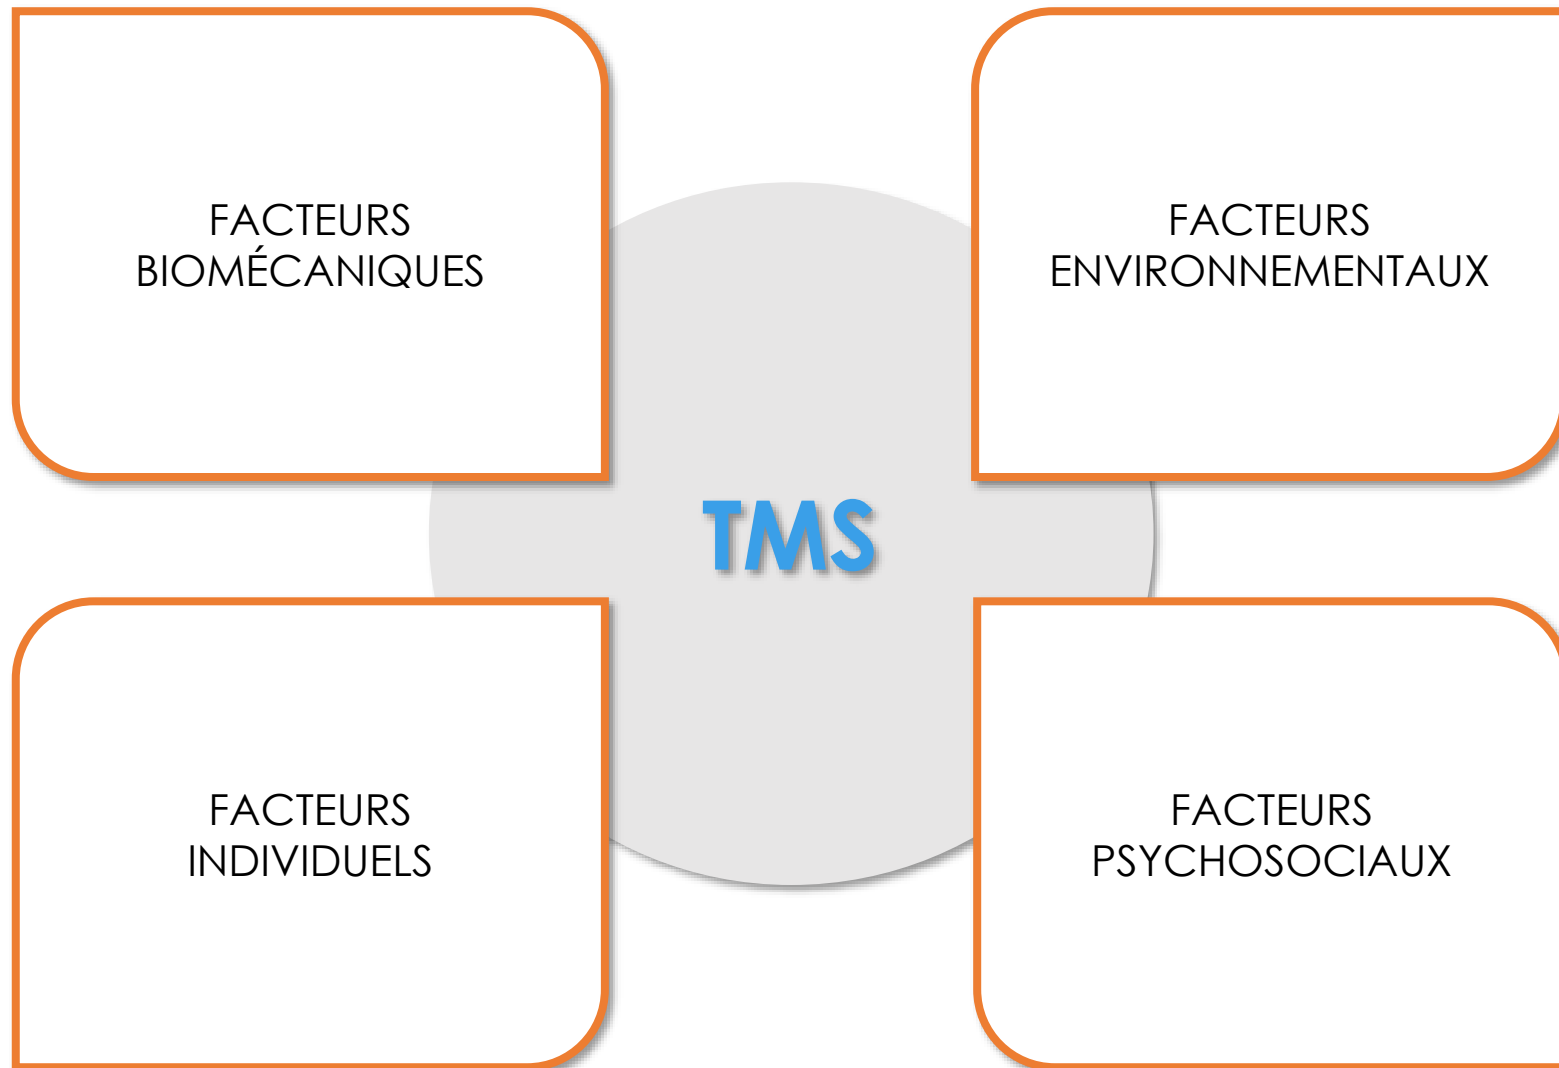 FACTEURS
BIOMÉCANIQUES
FACTEURS
ENVIRONNEMENTAUX
TMS
FACTEURS
INDIVIDUELS
FACTEURS
PSYCHOSOCIAUX